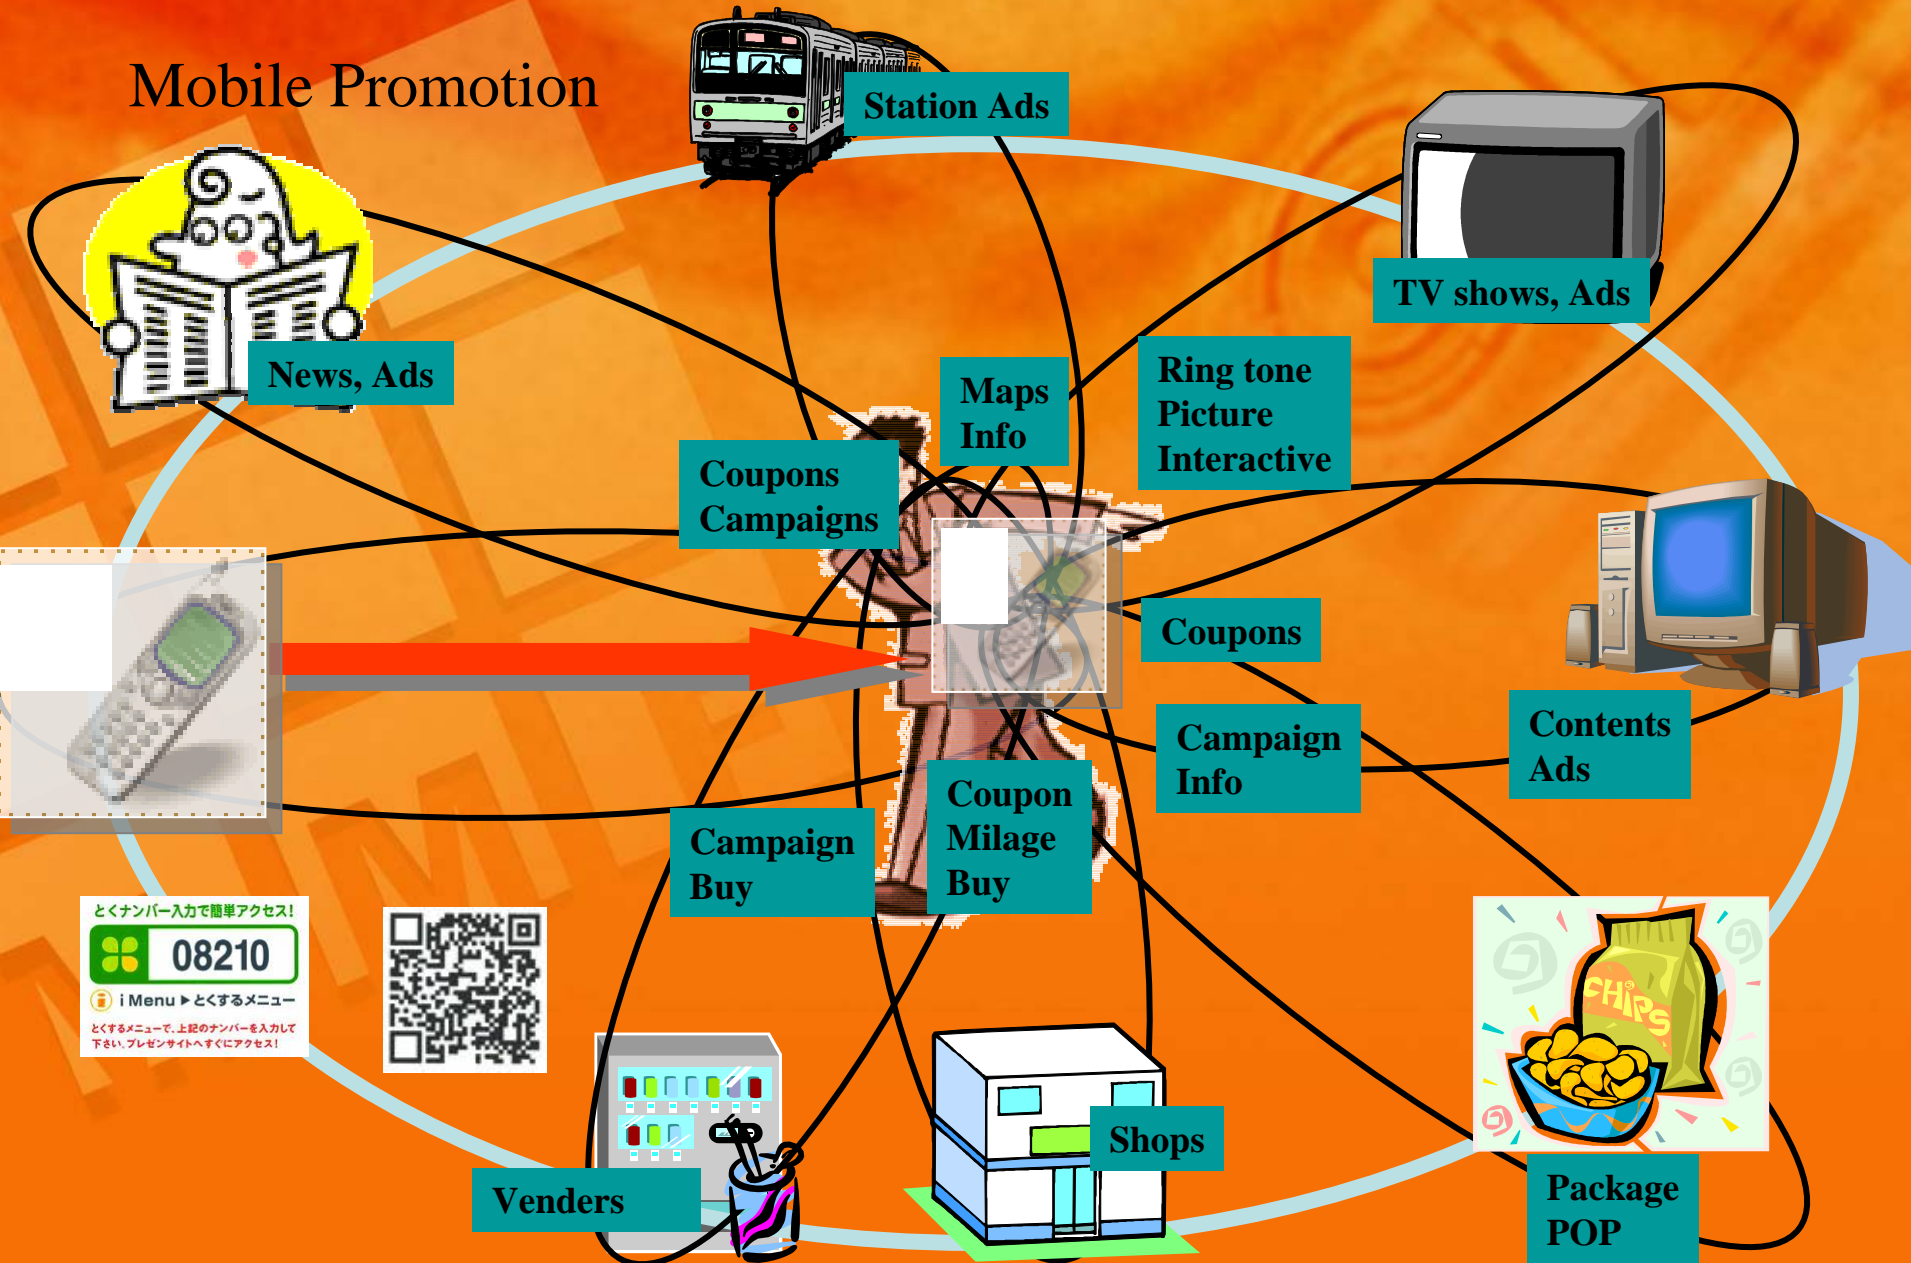 Mobile Promotion
Station Ads
TV shows, Ads
News, Ads
Maps
Info
Ring tone
Picture
Interactive
Coupons
Campaigns
Coupons
Campaign
Info
Contents
Ads
Campaign
Buy
Coupon
Milage
Buy
とくナンバー入力で簡単アクセス!
08210
i Menu ▶ とくするメニュー
とくするメニューで、上記のナンバーを入力して
下さい。プレゼンサイトへすぐにアクセス!
CHIPS
Shops
Venders
Package
POP